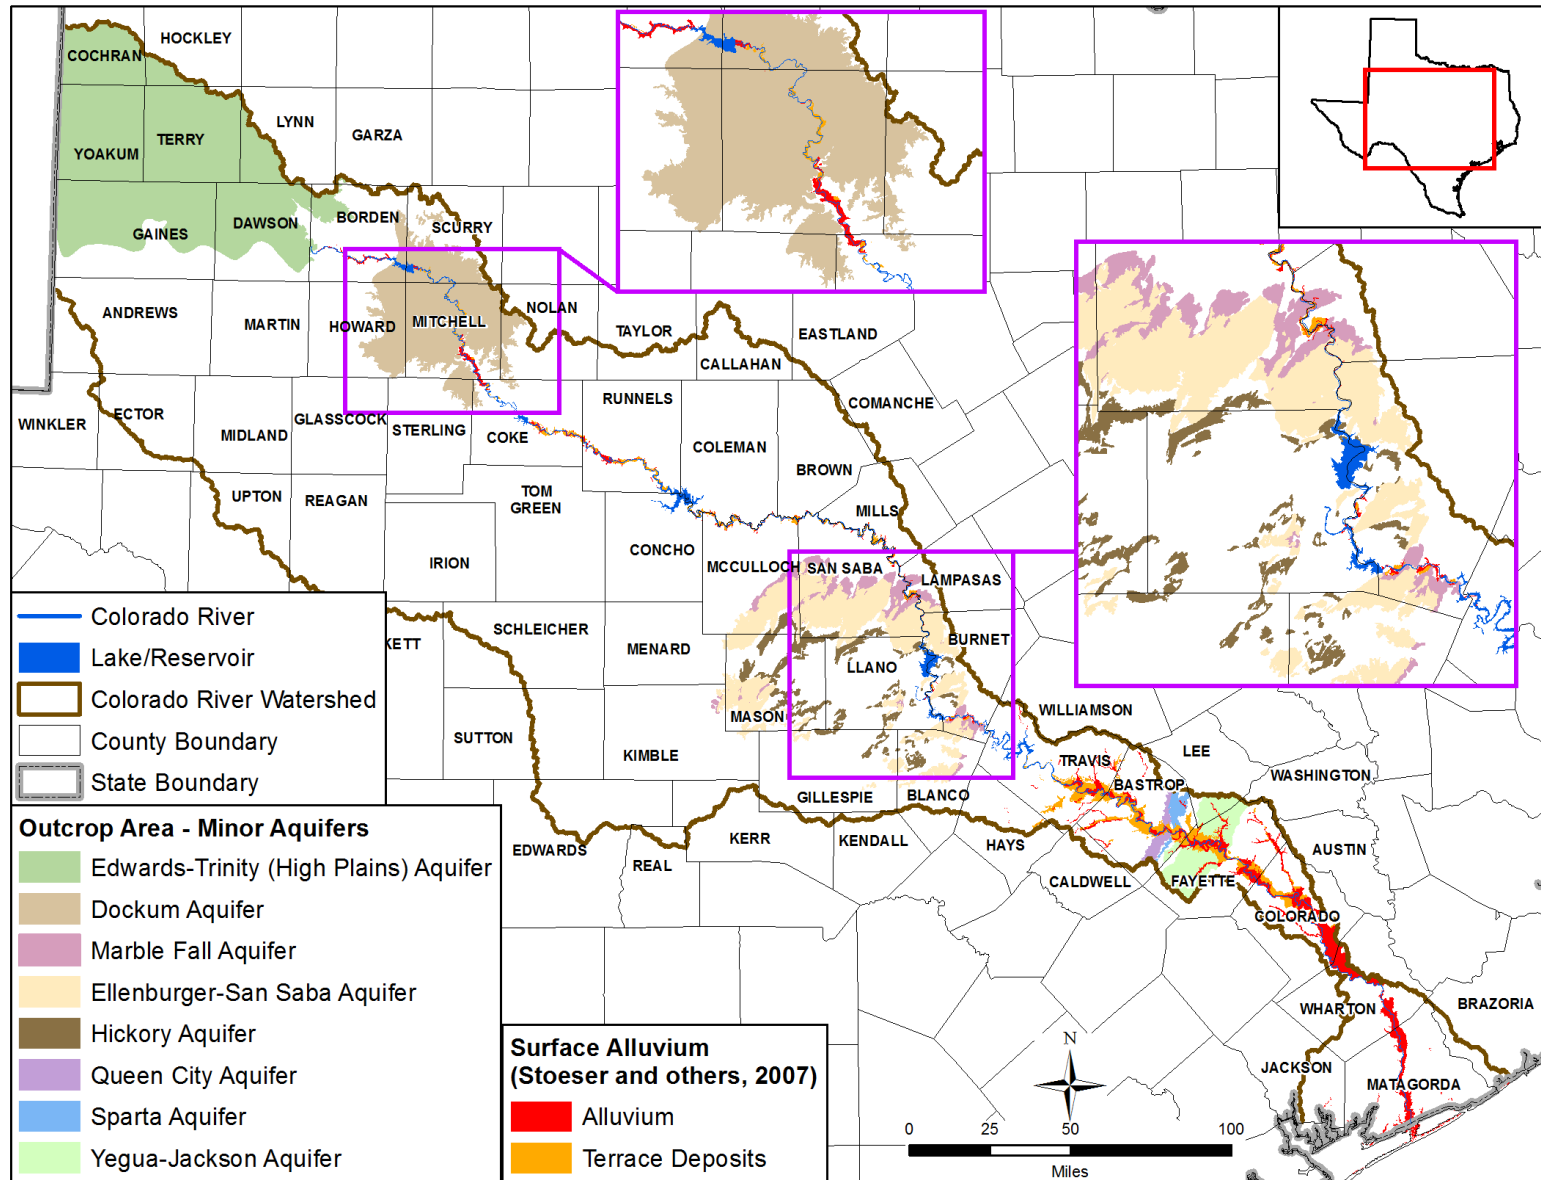 COCHRAN
HOCKLEY
LYNN
GARZA
YOAKUM
TERRY
GAINES
DAWSON
BORDEN
SCURRY
ANDREWS
MARTIN
HOWARD
MITCHELL
NOLAN
TAYLOR
EASTLAND
CALLAHAN
WINKLER
ECTOR
MIDLAND
GLASSCOCK
STERLING
COKE
RUNNELS
COLEMAN
COMANCHE
BROWN
UPTON
REAGAN
TOM
GREEN
MILLS
IRION
CONCHO
MCCULLOCH
SAN SABA
LAMPASAS
KETT
SCHLEICHER
MENARD
LLANO
BURNET
SUTTON
KIMBLE
MASON
WILLIAMSON
TRAVIS
LEE
BASTROP
WASHINGTON
GILLESPIE
BLANCO
EDWARDS
REAL
KERR
KENDALL
HAYS
CALDWELL
FAYETTE
AUSTIN
COLORADO
WHARTON
BRAZORIA
JACKSON
MATAGORDA
Colorado River
Lake/Reservoir
Colorado River Watershed
County Boundary
State Boundary
Outcrop Area - Minor Aquifers
Edwards-Trinity (High Plains) Aquifer
Dockum Aquifer
Marble Fall Aquifer
Ellenburger-San Saba Aquifer
Hickory Aquifer
Queen City Aquifer
Sparta Aquifer
Yegua-Jackson Aquifer
Surface Alluvium
(Stoeser and others, 2007)
Alluvium
Terrace Deposits
N
0 25 50 100
Miles